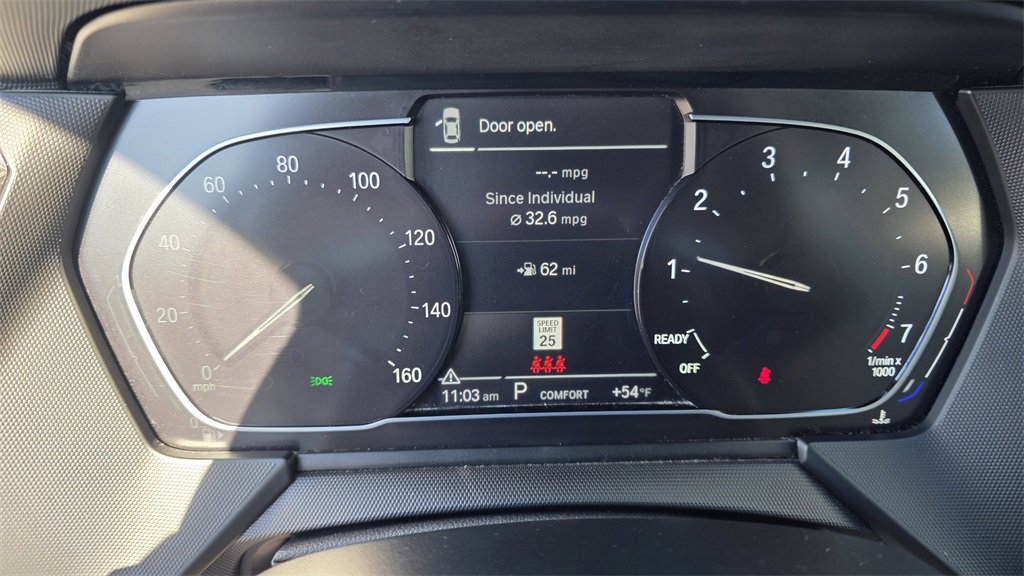 Door open.
--.- mpg
Since Individual
Ø 32.6 mpg
62 mi
SPEED
LIMIT
25
11:03 am P COMFORT +54°F
0
mph
20
40
60
80
100
120
140
160
READY
OFF
1
2
3
4
5
6
7
1/min x
1000